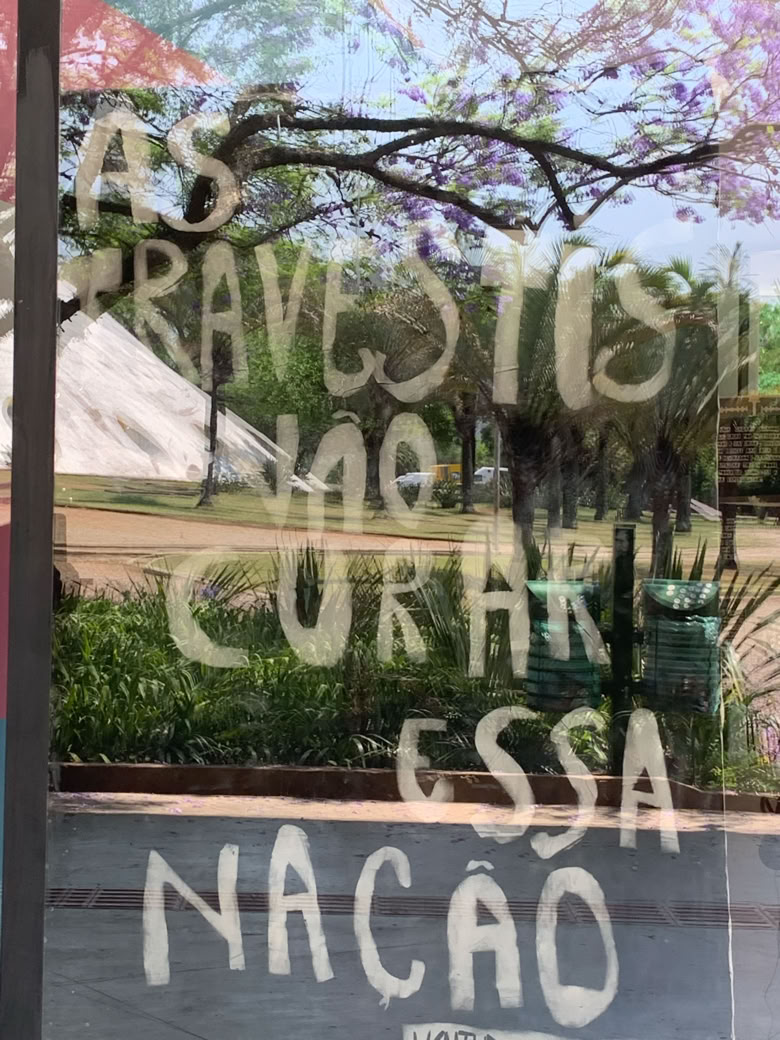 AS
TRAVESTIS
VÃO
CURAR
ESSA
NAÇÃO